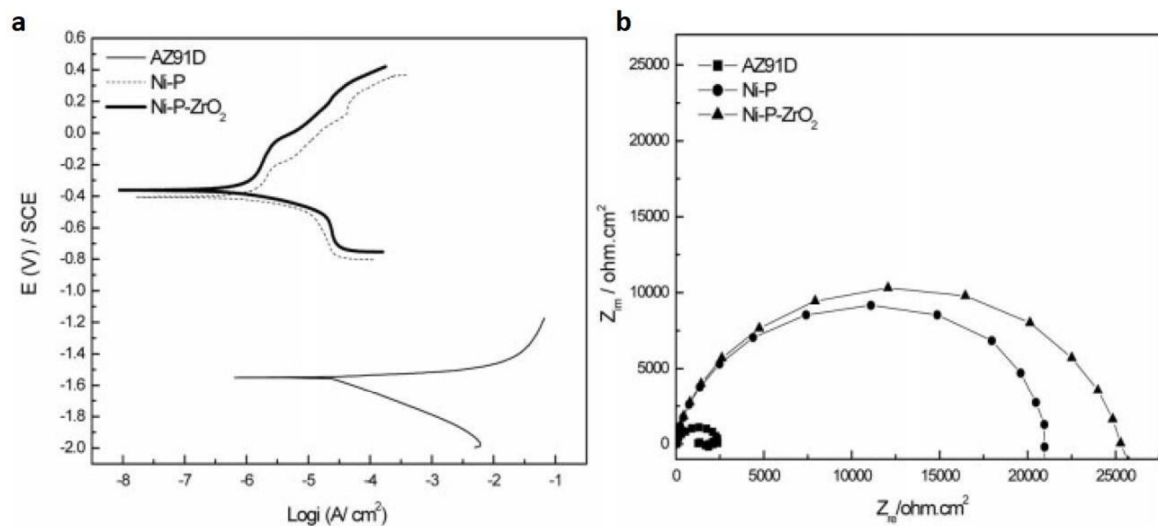 a
0.6
0.4
0.2
0.0
-0.2
-0.4
-0.6
-0.8
-1.0
-1.2
-1.4
-1.6
-1.8
-2.0
E (V) / SCE
AZ91D
Ni-P
Ni-P-ZrO₂
-8 -7 -6 -5 -4 -3 -2 -1
Logi (A/ cm²)
b
25000
20000
15000
10000
5000
0
Zᵢₘ / ohm.cm²
AZ91D
Ni-P
Ni-P-ZrO₂
0 5000 10000 15000 20000 25000
Zᵣₑ/ohm.cm²